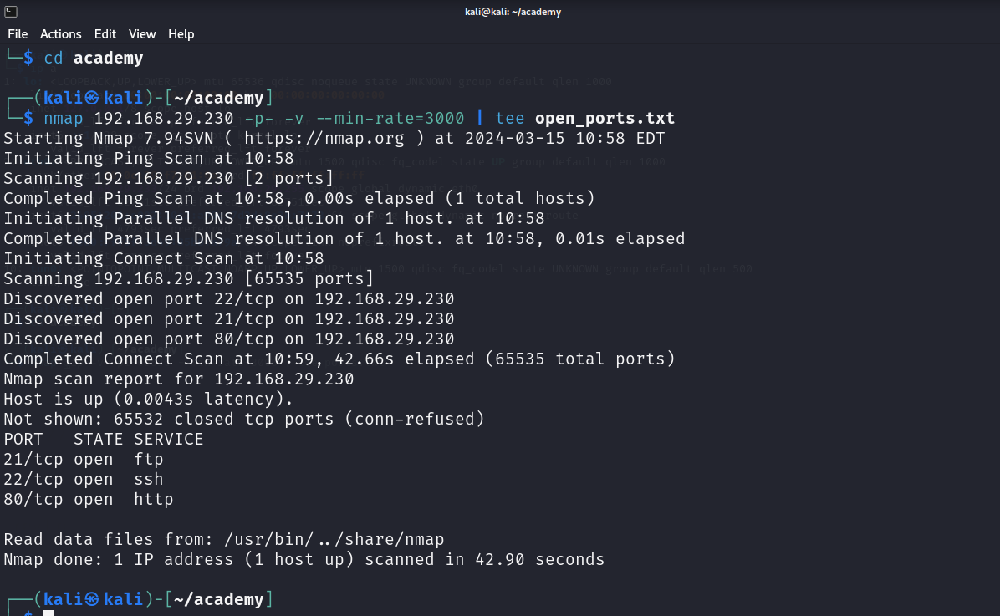 kali@kali: ~/academy
File Actions Edit View Help
└─$ cd academy
┌──(kali㉿kali)-[~/academy]
└─$ nmap 192.168.29.230 -p- -v --min-rate=3000 | tee open_ports.txt
Starting Nmap 7.94SVN ( https://nmap.org ) at 2024-03-15 10:58 EDT
Initiating Ping Scan at 10:58
Scanning 192.168.29.230 [2 ports]
Completed Ping Scan at 10:58, 0.00s elapsed (1 total hosts)
Initiating Parallel DNS resolution of 1 host. at 10:58
Completed Parallel DNS resolution of 1 host. at 10:58, 0.01s elapsed
Initiating Connect Scan at 10:58
Scanning 192.168.29.230 [65535 ports]
Discovered open port 22/tcp on 192.168.29.230
Discovered open port 21/tcp on 192.168.29.230
Discovered open port 80/tcp on 192.168.29.230
Completed Connect Scan at 10:59, 42.66s elapsed (65535 total ports)
Nmap scan report for 192.168.29.230
Host is up (0.0043s latency).
Not shown: 65532 closed tcp ports (conn-refused)
PORT   STATE SERVICE
21/tcp open  ftp
22/tcp open  ssh
80/tcp open  http
Read data files from: /usr/bin/../share/nmap
Nmap done: 1 IP address (1 host up) scanned in 42.90 seconds
┌──(kali㉿kali)-[~/academy]
└─$